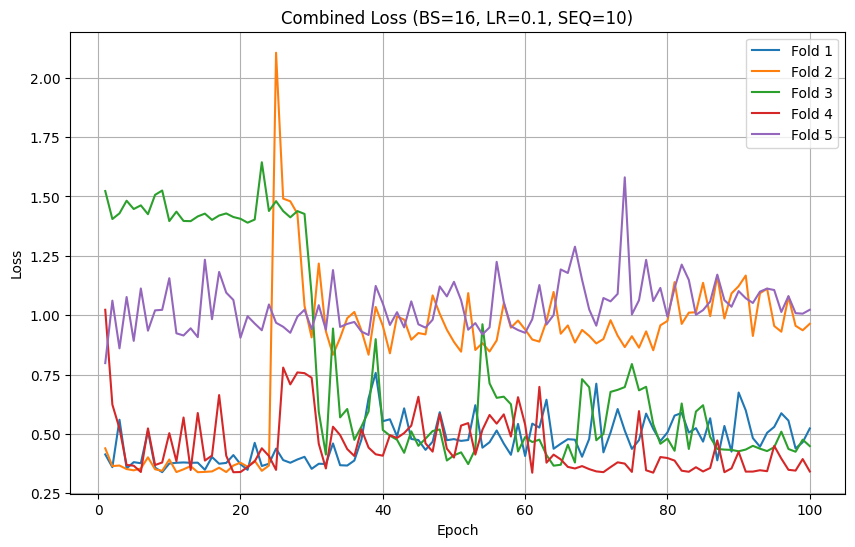 Combined Loss (BS=16, LR=0.1, SEQ=10)
Fold 1
Fold 2
Fold 3
Fold 4
Fold 5
Loss
2.00
1.75
1.50
1.25
1.00
0.75
0.50
0.25
0
20
40
60
80
100
Epoch